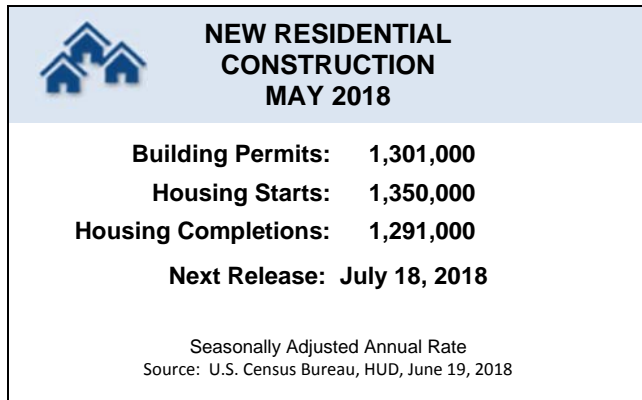 NEW RESIDENTIAL
CONSTRUCTION
MAY 2018
Building Permits: 1,301,000
Housing Starts: 1,350,000
Housing Completions: 1,291,000
Next Release: July 18, 2018
Seasonally Adjusted Annual Rate
Source: U.S. Census Bureau, HUD, June 19, 2018